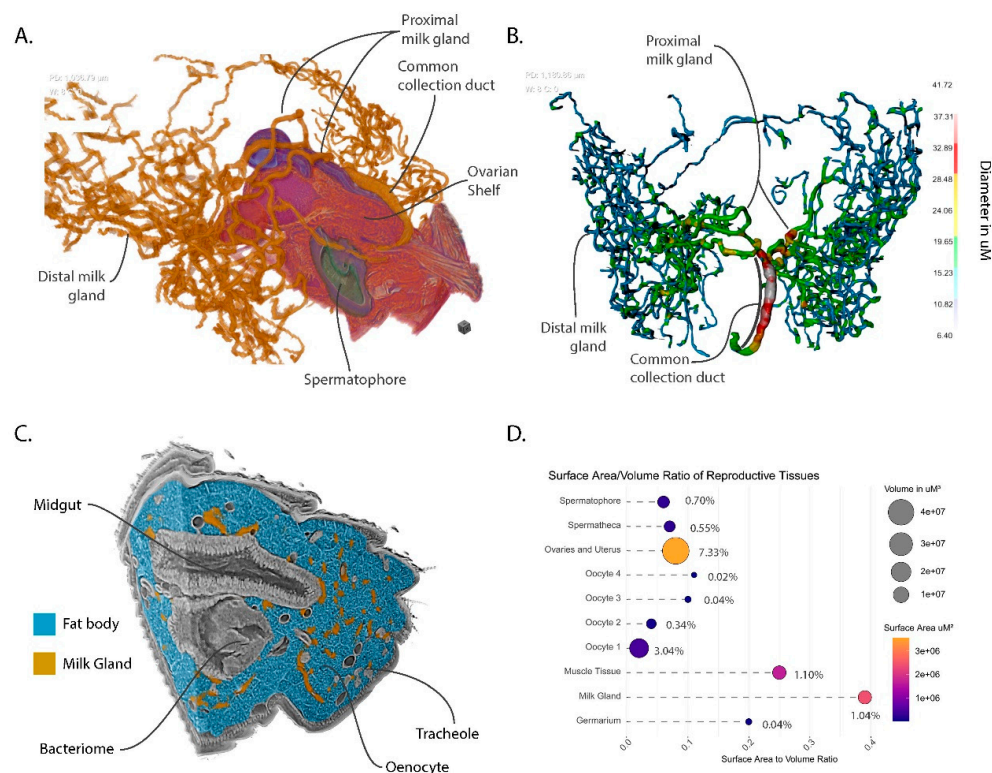 A.
Proximal
milk gland
Common
collection duct
Ovarian
Shelf
Distal milk
gland
Spermatophore
B.
Proximal
milk gland
41.72
37.31
32.89
28.48
24.06
19.65
15.23
10.82
6.40
Diameter in uM
Distal milk
gland
Common
collection duct
C.
Midgut
Fat body
Milk Gland
Bacteriome
Tracheole
Oenocyte
D.
Surface Area/Volume Ratio of Reproductive Tissues
Spermatophore 0.70%
Spermatheca 0.55%
Ovaries and Uterus 7.33%
Oocyte 4 0.02%
Oocyte 3 0.04%
Oocyte 2 0.34%
Oocyte 1 3.04%
Muscle Tissue 1.10%
Milk Gland 1.04%
Germarium 0.04%
0.0 0.1 0.2 0.3 0.4
Surface Area to Volume Ratio
Volume in uM³
4e+07
3e+07
2e+07
1e+07
Surface Area uM²
3e+06
2e+06
1e+06